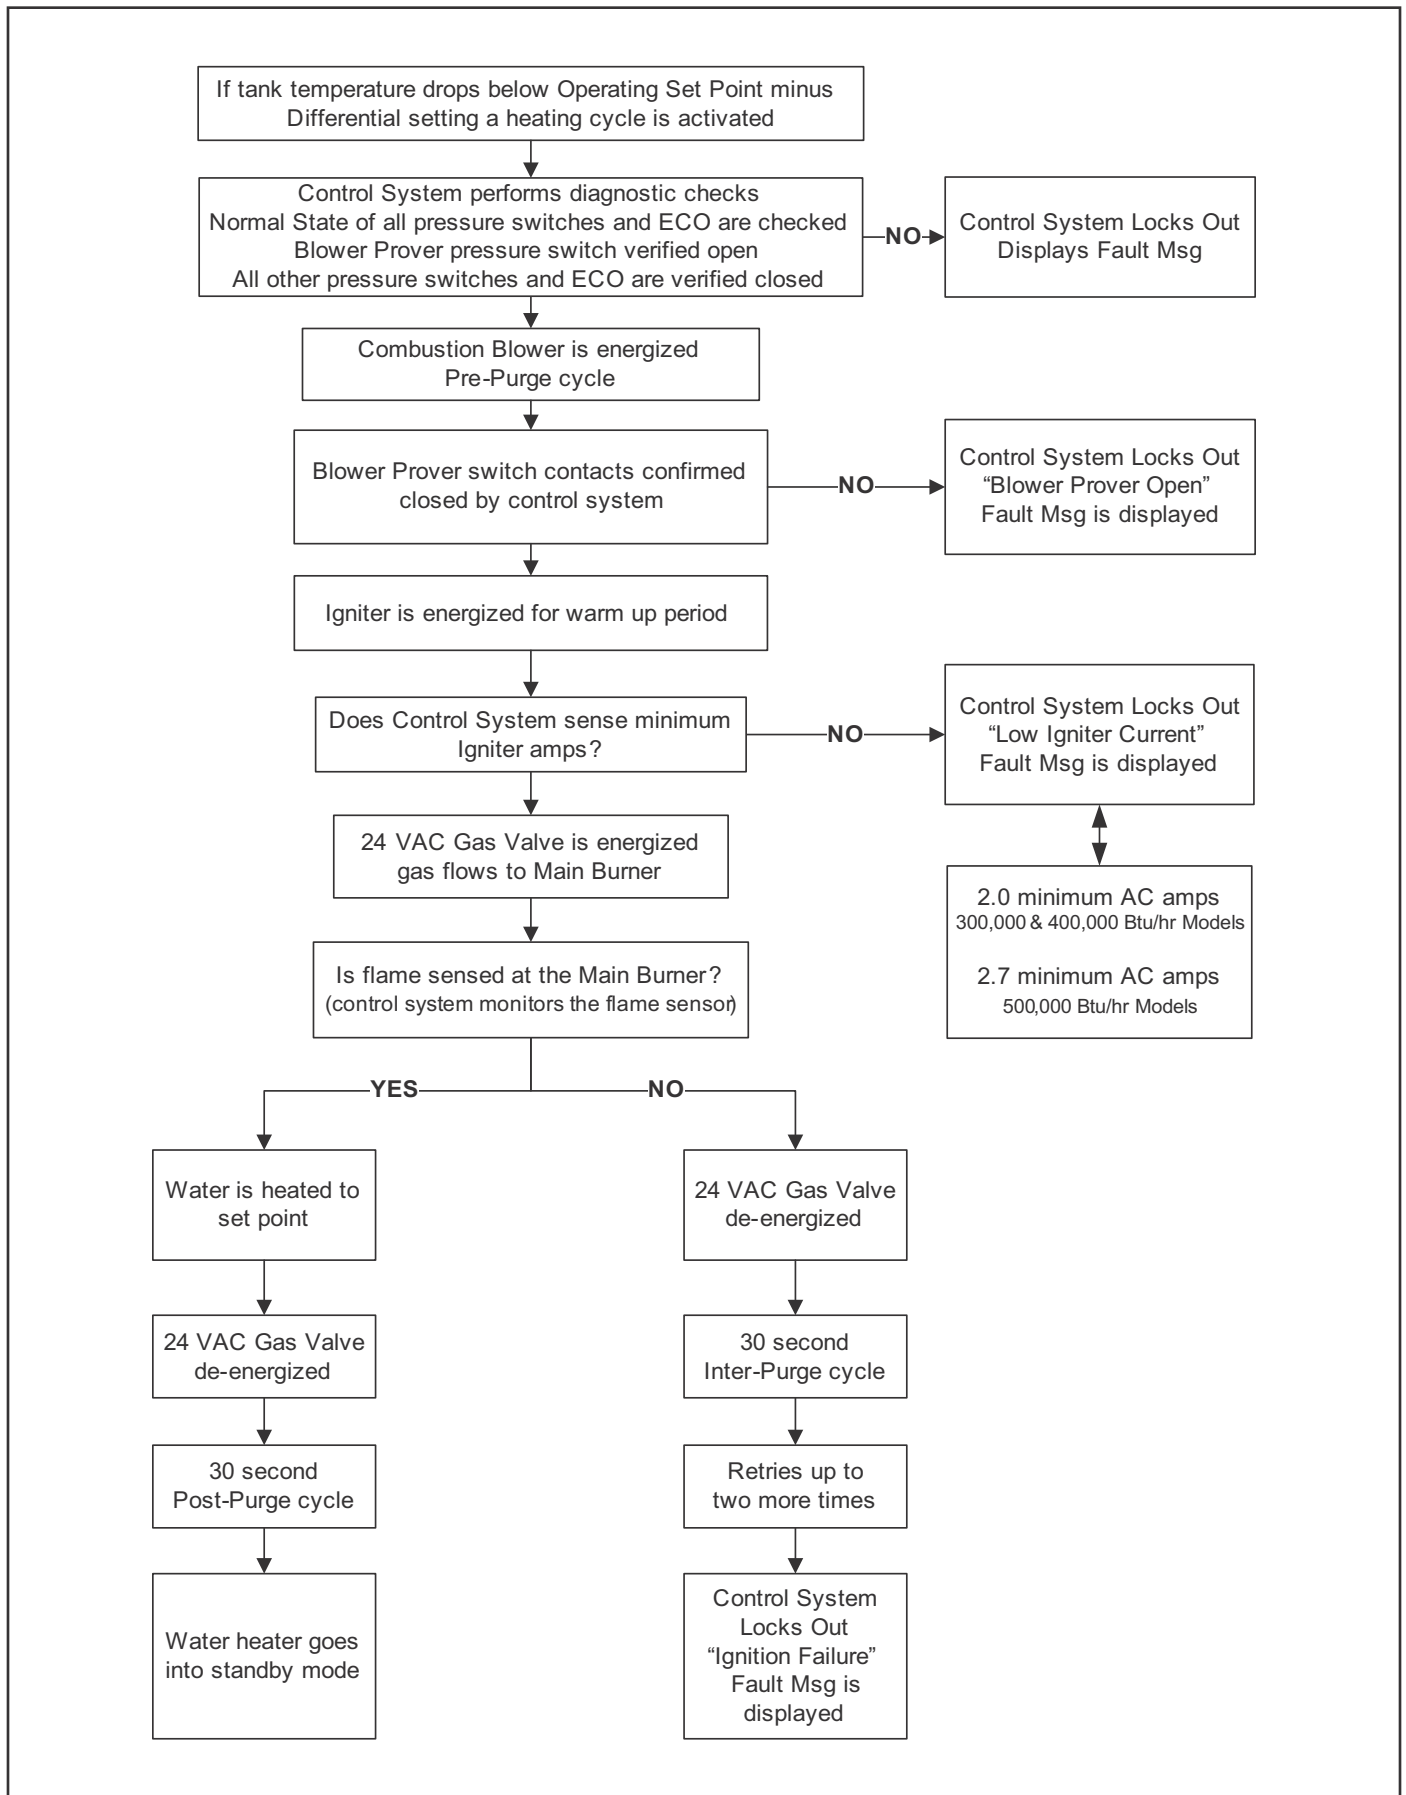 If tank temperature drops below Operating Set Point minus
Differential setting a heating cycle is activated
Control System performs diagnostic checks
Normal State of all pressure switches and ECO are checked
Blower Prover pressure switch verified open
All other pressure switches and ECO are verified closed
NO
Control System Locks Out
Displays Fault Msg
Combustion Blower is energized
Pre-Purge cycle
Blower Prover switch contacts confirmed
closed by control system
NO
Control System Locks Out
“Blower Prover Open”
Fault Msg is displayed
Igniter is energized for warm up period
Does Control System sense minimum
Igniter amps?
NO
Control System Locks Out
“Low Igniter Current”
Fault Msg is displayed
24 VAC Gas Valve is energized
gas flows to Main Burner
2.0 minimum AC amps
300,000 & 400,000 Btu/hr Models
2.7 minimum AC amps
500,000 Btu/hr Models
Is flame sensed at the Main Burner?
(control system monitors the flame sensor)
YES
NO
Water is heated to
set point
24 VAC Gas Valve
de-energized
30 second
Post-Purge cycle
Water heater goes
into standby mode
24 VAC Gas Valve
de-energized
30 second
Inter-Purge cycle
Retries up to
two more times
Control System
Locks Out
“Ignition Failure”
Fault Msg is
displayed